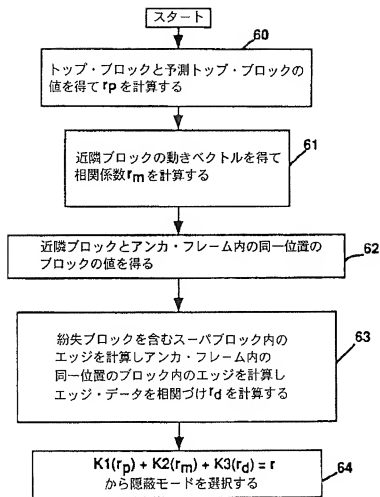 スタート
60
トップ・ブロックと予測トップ・ブロックの
値を得てrpを計算する
61
近隣ブロックの動きベクトルを得て
相関係数rmを計算する
近隣ブロックとアンカ・フレーム内の同一位置の
ブロックの値を得る
62
紛失ブロックを含むスーパブロック内の
エッジを計算しアンカ・フレーム内の
同一位置のブロック内のエッジを計算し
エッジ・データを相関づけrdを計算する
63
K1(rp) + K2(rm) + K3(rd) = r
から隠蔽モードを選択する
64